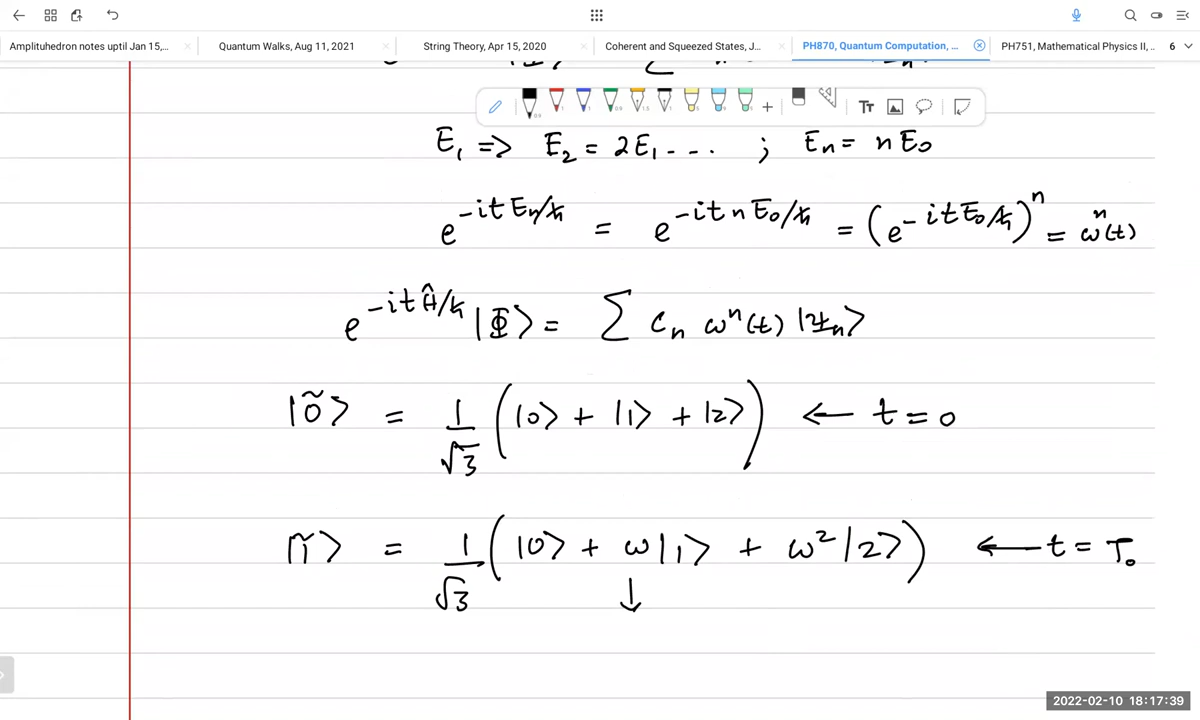 Amplituhedron notes uptil Jan 15,...
Quantum Walks, Aug 11, 2021
String Theory, Apr 15, 2020
Coherent and Squeezed States, J...
PH870, Quantum Computation, ...
PH751, Mathematical Physics II, ..
6
E₁ => E₂ = 2E₁ - - - . ; Eₙ = nE₀
e^{-itEₙ/ℏ} = e^{-itnE₀/ℏ} = (e^{-itE₀/ℏ})ⁿ = ωⁿ(t)
e^{-itĤ/ℏ} |Φ> = Σ cₙ ωⁿ(t) |ψₙ>
|0̃> = 1/√3 (|0> + |1> + |2>) ← t = 0
|1̃> = 1/√3 (|0> + ω|1> + ω²|2>) ← t = T₀
↓
2022-02-10 18:17:39